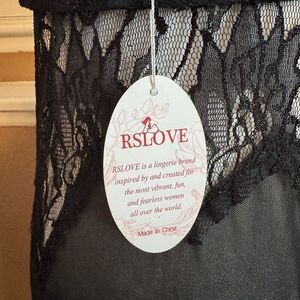 RSLOVE
RSLOVE is a lingerie brand
inspired by and created for
the most vibrant, fun,
and fearless women
all over the world.
Made in China